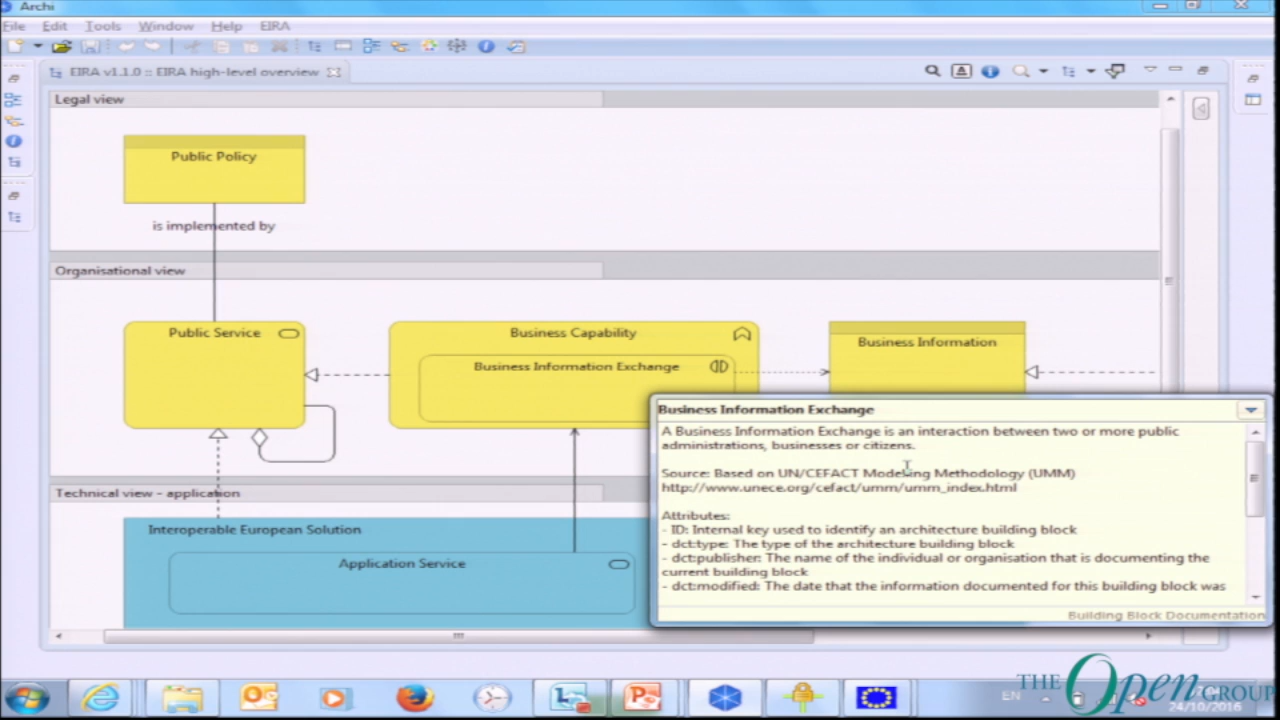 Archi
File Edit Tools Window Help EIRA
EIRA v1.1.0 :: EIRA high-level overview
Legal view
Public Policy
is implemented by
Organisational view
Public Service
Business Capability
Business Information Exchange
Business Information
Business Information Exchange
A Business Information Exchange is an interaction between two or more public
administrations, businesses or citizens.
Source: Based on UN/CEFACT Modeling Methodology (UMM)
http://www.unece.org/cefact/umm/umm_index.html
Attributes:
- ID: Internal key used to identify an architecture building block
- dct:type: The type of the architecture building block
- dct:publisher: The name of the individual or organisation that is documenting the
current building block
- dct:modified: The date that the information documented for this building block was
Building Block Documentation
Technical view - application
Interoperable European Solution
Application Service
EN
THE Open GROUP
24/10/2016